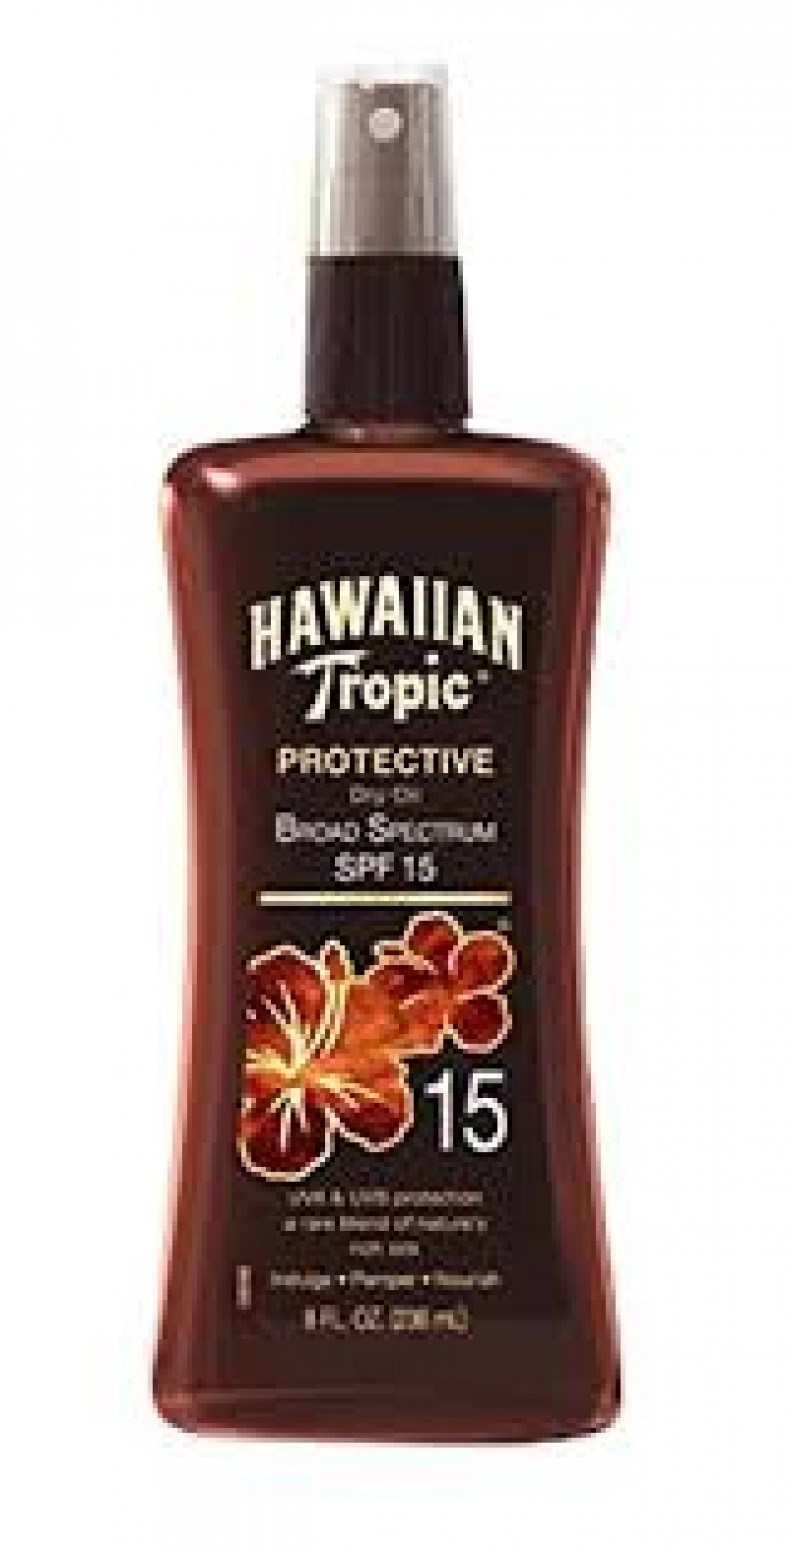 HAWAIIAN
Tropic
PROTECTIVE
Dry Oil
BROAD SPECTRUM
SPF 15
15
UVA & UVB protection
a rare blend of nature's
rich oils
Indulge • Pamper • Nourish
8 FL. OZ. (236 mL)